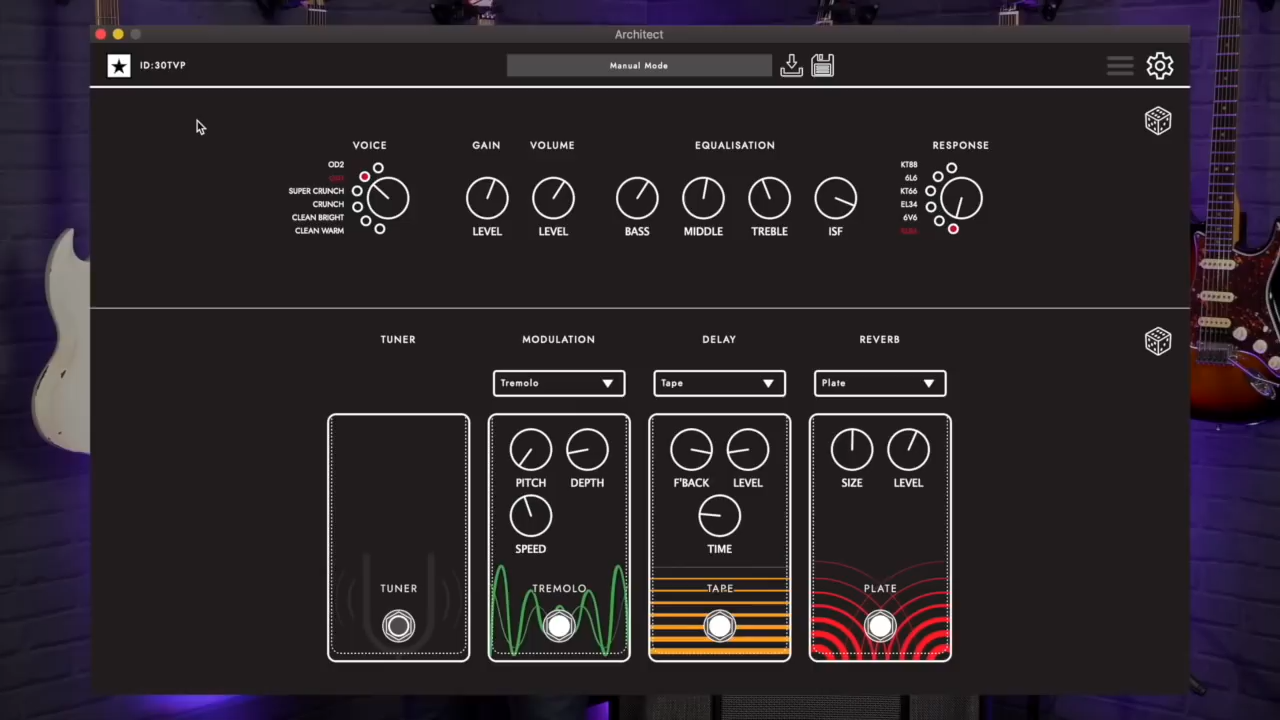 Architect
ID:30TVP
Manual Mode
VOICE
GAIN
VOLUME
EQUALISATION
RESPONSE
OD2
OD1
SUPER CRUNCH
CRUNCH
CLEAN BRIGHT
CLEAN WARM
LEVEL
LEVEL
BASS
MIDDLE
TREBLE
ISF
KT88
6L6
KT66
EL34
6V6
TUNER
MODULATION
DELAY
REVERB
Tremolo
Tape
Plate
PITCH
DEPTH
SPEED
F'BACK
LEVEL
TIME
SIZE
LEVEL
TUNER
TREMOLO
TAPE
PLATE